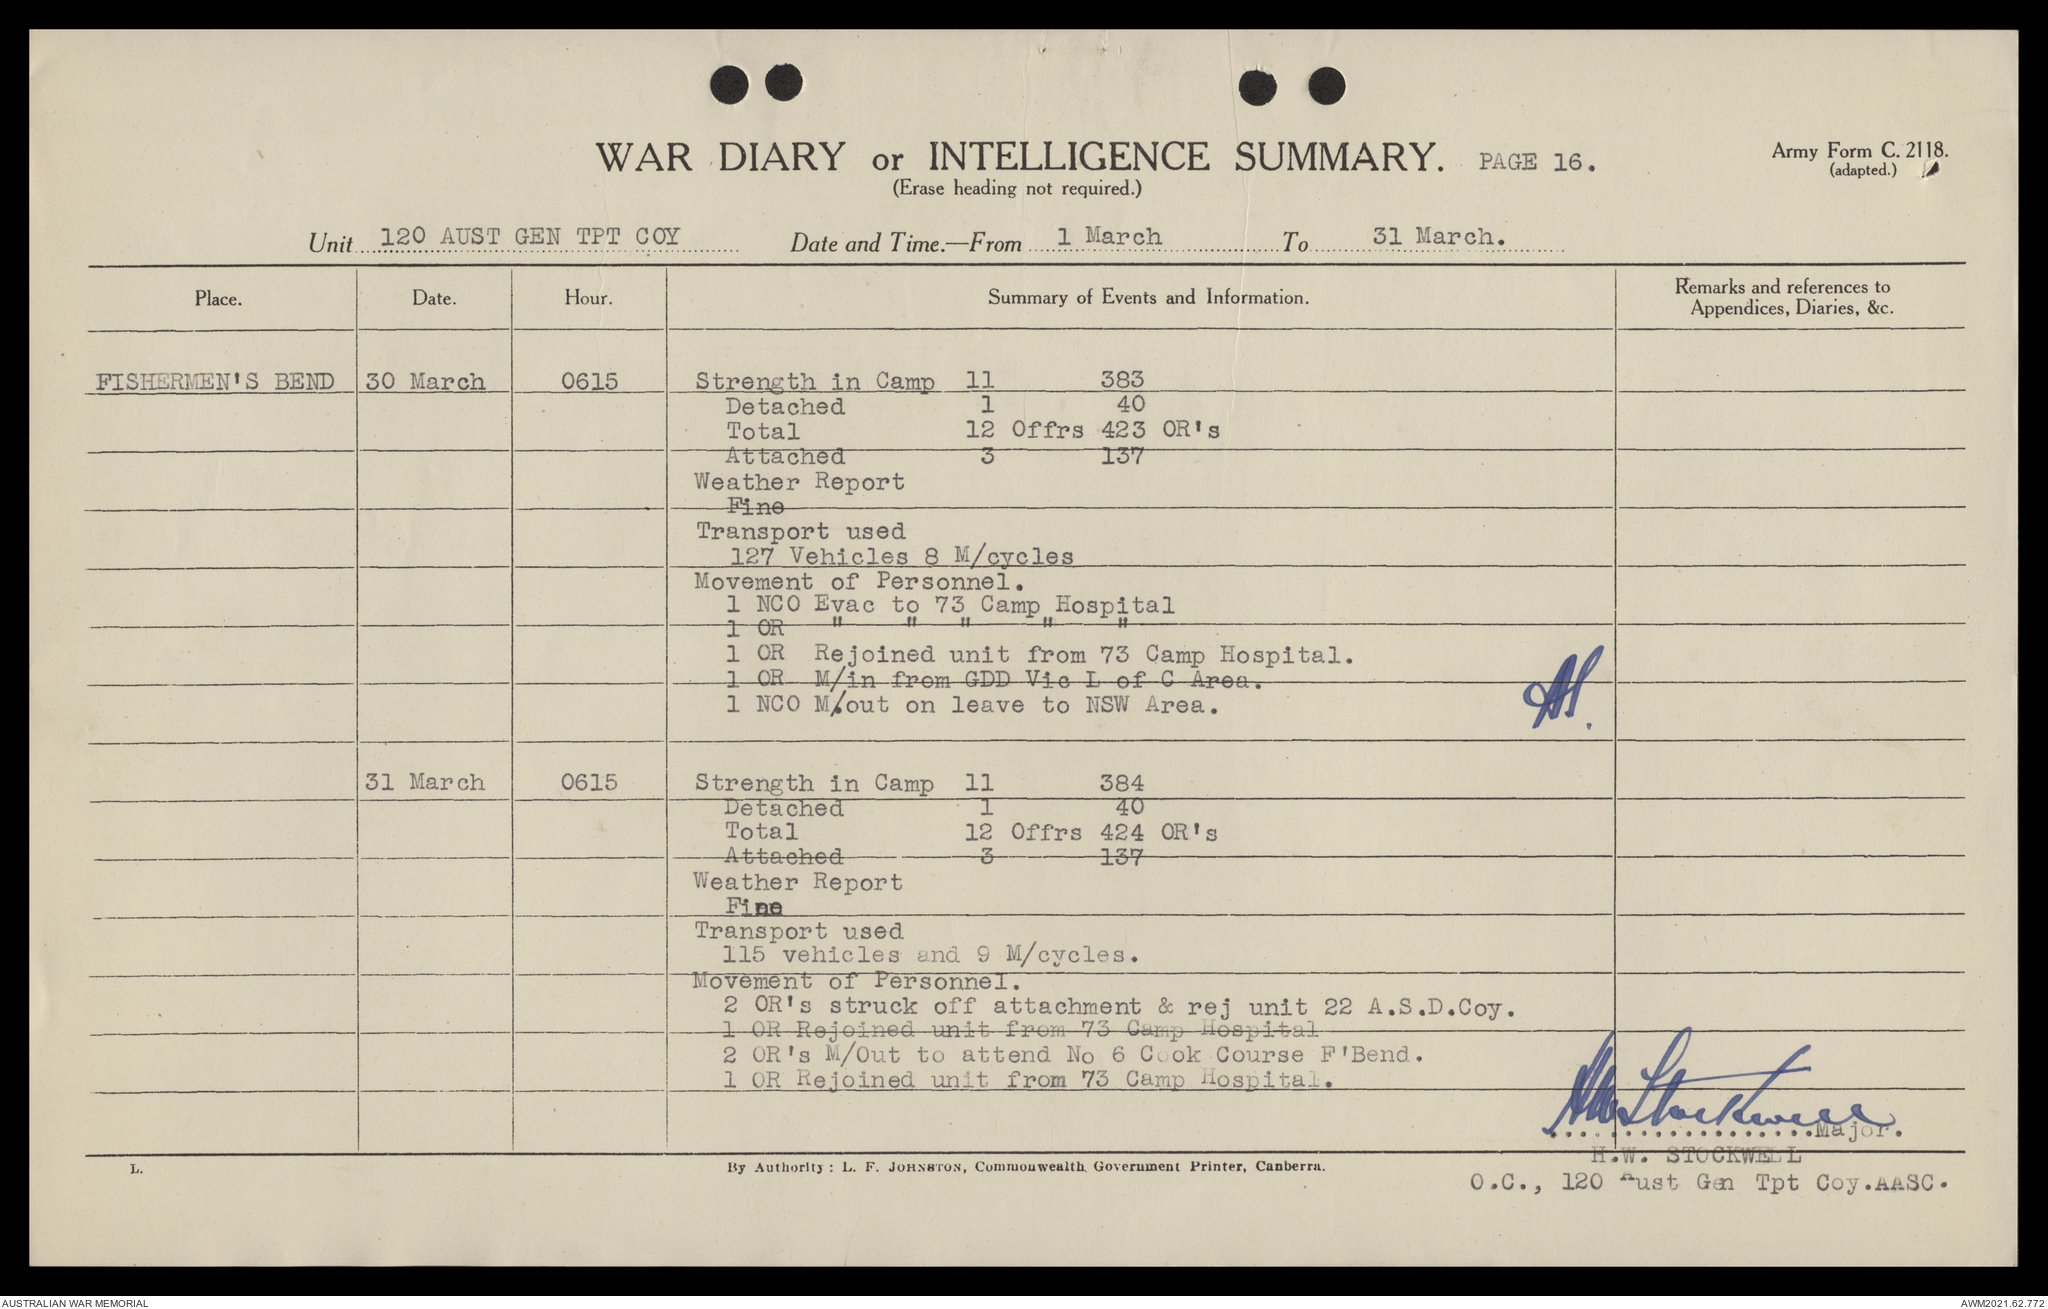 WAR DIARY or INTELLIGENCE SUMMARY. PAGE 16.
Army Form C. 2118.
(adapted.)
(Erase heading not required.)
Unit 120 AUST GEN TPT COY Date and Time.—From 1 March To 31 March.
Place. Date. Hour. Summary of Events and Information. Remarks and references to Appendices, Diaries, &c.
FISHERMEN'S BEND 30 March 0615 Strength in Camp 11 383
Detached 1 40
Total 12 Offrs 423 OR's
Attached 3 137
Weather Report
Fine
Transport used
127 Vehicles 8 M/cycles
Movement of Personnel.
1 NCO Evac to 73 Camp Hospital
1 OR " " " " "
1 OR Rejoined unit from 73 Camp Hospital.
1 OR M/in from GDD Vic L of C Area.
1 NCO M/out on leave to NSW Area.
31 March 0615 Strength in Camp 11 384
Detached 1 40
Total 12 Offrs 424 OR's
Attached 3 137
Weather Report
Fine
Transport used
115 vehicles and 9 M/cycles.
Movement of Personnel.
2 OR's struck off attachment & rej unit 22 A.S.D.Coy.
1 OR Rejoined unit from 73 Camp Hospital
2 OR's M/Out to attend No 6 Cook Course F'Bend.
1 OR Rejoined unit from 73 Camp Hospital.
HW Stockwell
Major.
H.W. STOCKWELL
O.C., 120 Aust Gen Tpt Coy.AASC.
L. By Authority: L. F. JOHNSTON, Commonwealth Government Printer, Canberra.
AUSTRALIAN WAR MEMORIAL AWM2021.62.772